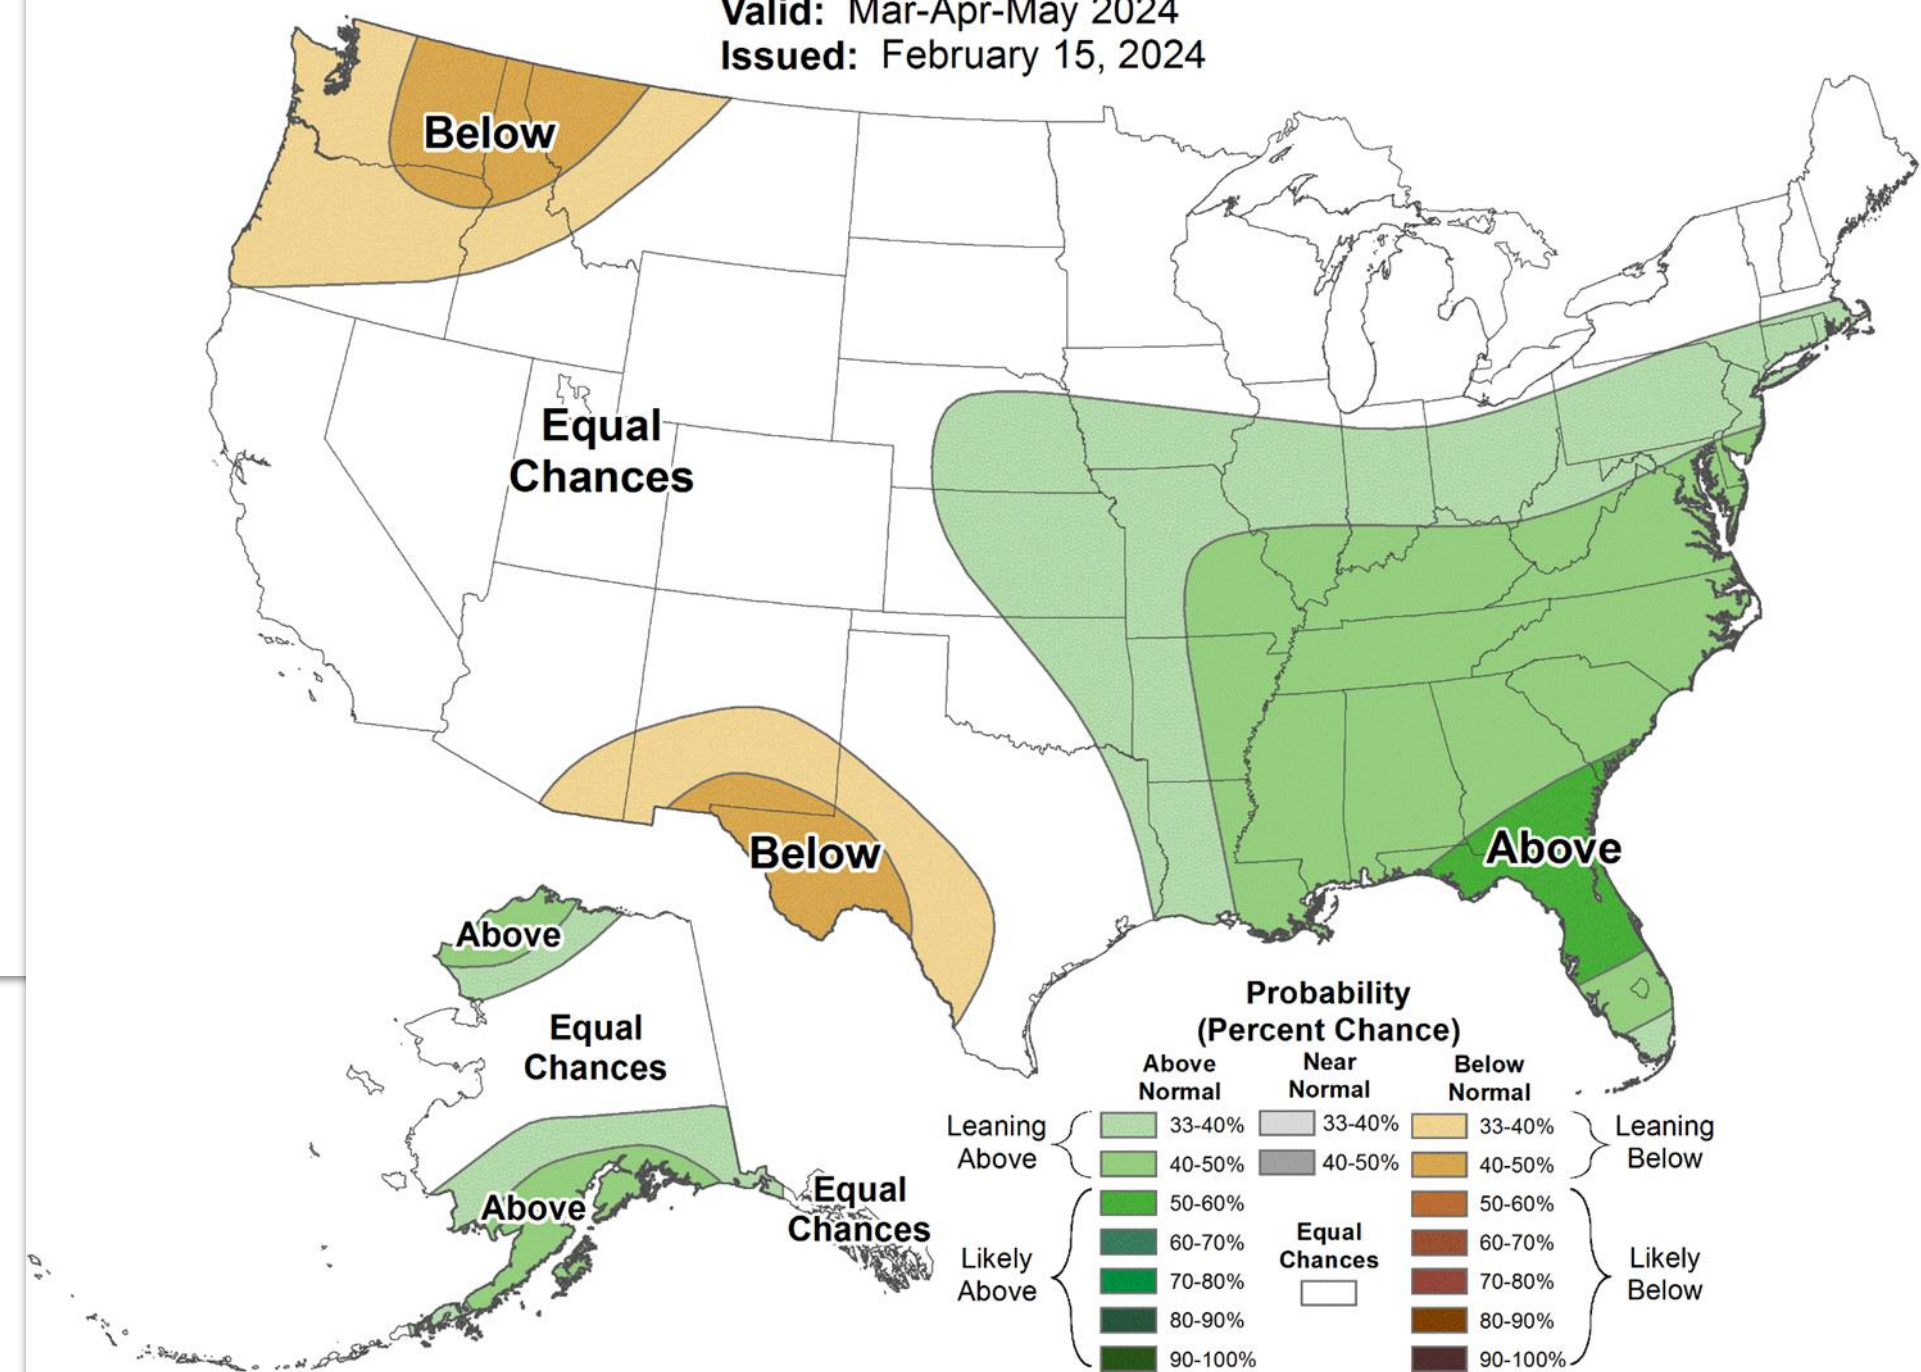 Valid: Mar-Apr-May 2024
Issued: February 15, 2024
Below
Equal
Chances
Below
Above
Above
Equal
Chances
Above
Equal
Chances
Probability
(Percent Chance)
Above
Normal
Near
Normal
Below
Normal
Leaning
Above
33-40%
40-50%
33-40%
40-50%
33-40%
40-50%
Leaning
Below
Likely
Above
50-60%
60-70%
70-80%
80-90%
90-100%
Equal
Chances
50-60%
60-70%
70-80%
80-90%
90-100%
Likely
Below